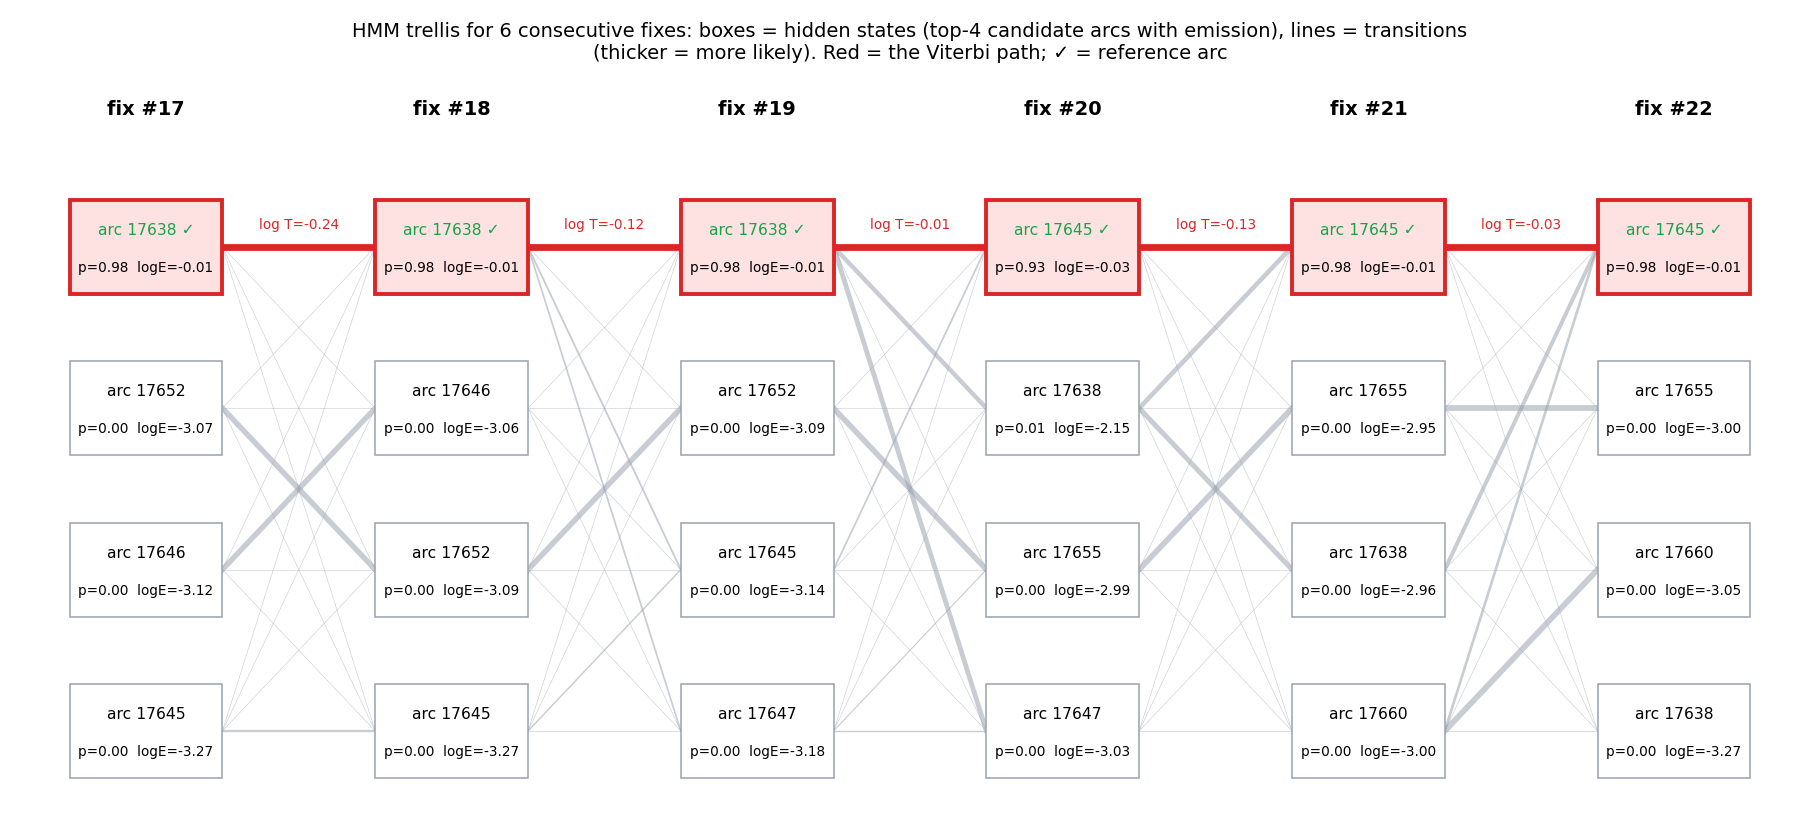 HMM trellis for 6 consecutive fixes: boxes = hidden states (top-4 candidate arcs with emission), lines = transitions
(thicker = more likely). Red = the Viterbi path; ✓ = reference arc
fix #17 fix #18 fix #19 fix #20 fix #21 fix #22
log T=-0.24 log T=-0.12 log T=-0.01 log T=-0.13 log T=-0.03
arc 17638 ✓ arc 17638 ✓ arc 17638 ✓ arc 17645 ✓ arc 17645 ✓ arc 17645 ✓
p=0.98 logE=-0.01 p=0.98 logE=-0.01 p=0.98 logE=-0.01 p=0.93 logE=-0.03 p=0.98 logE=-0.01 p=0.98 logE=-0.01
arc 17652 arc 17646 arc 17652 arc 17638 arc 17655 arc 17655
p=0.00 logE=-3.07 p=0.00 logE=-3.06 p=0.00 logE=-3.09 p=0.01 logE=-2.15 p=0.00 logE=-2.95 p=0.00 logE=-3.00
arc 17646 arc 17652 arc 17645 arc 17655 arc 17638 arc 17660
p=0.00 logE=-3.12 p=0.00 logE=-3.09 p=0.00 logE=-3.14 p=0.00 logE=-2.99 p=0.00 logE=-2.96 p=0.00 logE=-3.05
arc 17645 arc 17645 arc 17647 arc 17647 arc 17660 arc 17638
p=0.00 logE=-3.27 p=0.00 logE=-3.27 p=0.00 logE=-3.18 p=0.00 logE=-3.03 p=0.00 logE=-3.00 p=0.00 logE=-3.27